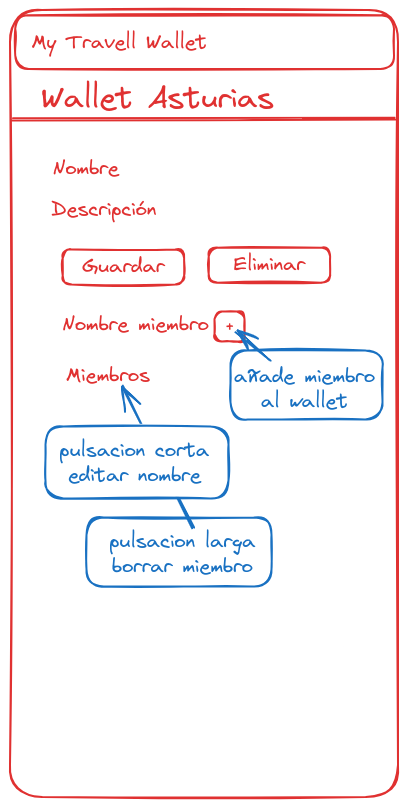 My Travell Wallet
Wallet Asturias
Nombre
Descripción
Guardar
Eliminar
Nombre miembro +
añade miembro
al wallet
Miembros
pulsacion corta
editar nombre
pulsacion larga
borrar miembro